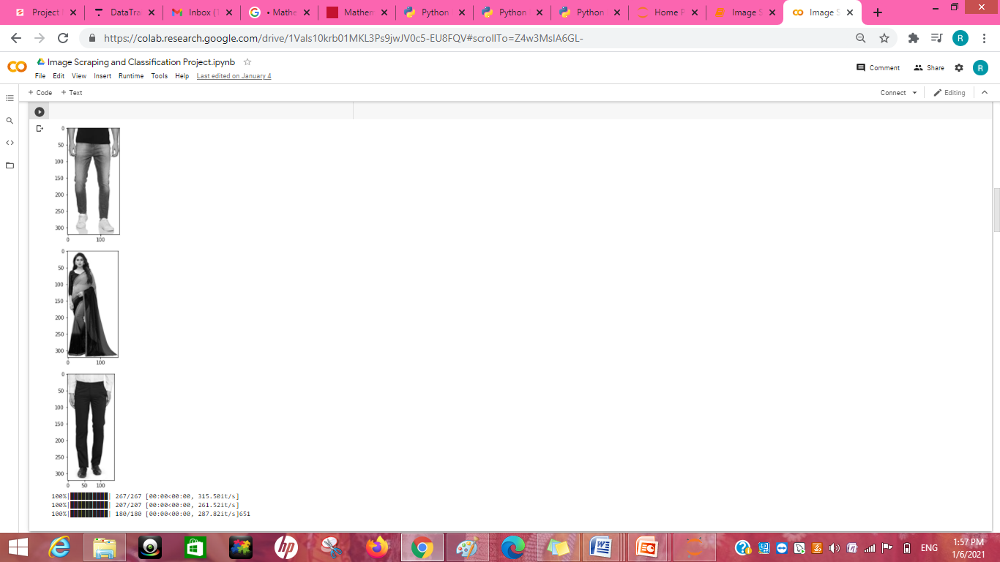 Project
DataTra
Inbox (1
• Mathe
Mathem
Python
Python
Python
Home P
Image S
Image S
https://colab.research.google.com/drive/1Vals10krb01MKL3Ps9jwJV0c5-EU8FQV#scrollTo=Z4w3MsIA6GL-
R
Image Scraping and Classification Project.ipynb
File Edit View Insert Runtime Tools Help Last edited on January 4
Comment Share R
+ Code + Text
Connect Editing
0
50
100
150
200
250
300
0 100
0
50
100
150
200
250
300
0 100
0
50
100
150
200
250
300
0 50 100
100%| | 267/267 [00:00<00:00, 315.50it/s]
100%| | 207/207 [00:00<00:00, 261.52it/s]
100%| | 180/180 [00:00<00:00, 287.82it/s]651
hp
ENG
1:57 PM
1/6/2021